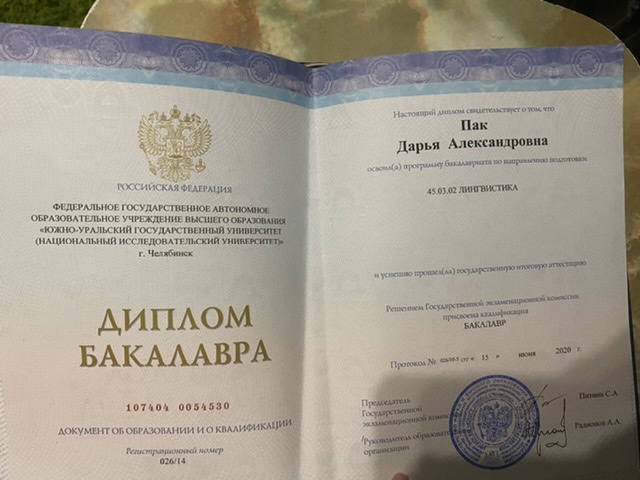 РОССИЙСКАЯ ФЕДЕРАЦИЯ
ФЕДЕРАЛЬНОЕ ГОСУДАРСТВЕННОЕ АВТОНОМНОЕ
ОБРАЗОВАТЕЛЬНОЕ УЧРЕЖДЕНИЕ ВЫСШЕГО ОБРАЗОВАНИЯ
«ЮЖНО-УРАЛЬСКИЙ ГОСУДАРСТВЕННЫЙ УНИВЕРСИТЕТ
(НАЦИОНАЛЬНЫЙ ИССЛЕДОВАТЕЛЬСКИЙ УНИВЕРСИТЕТ)»
г. Челябинск
ДИПЛОМ
БАКАЛАВРА
107404 0054530
ДОКУМЕНТ ОБ ОБРАЗОВАНИИ И О КВАЛИФИКАЦИИ
Регистрационный номер
026/14
Настоящий диплом свидетельствует о том, что
Пак
Дарья Александровна
освоил(а) программу бакалавриата по направлению подготовки
45.03.02 ЛИНГВИСТИКА
и успешно прошел(ла) государственную итоговую аттестацию
Решением Государственной экзаменационной комиссии
присвоена квалификация
БАКАЛАВР
Протокол № от « 15 » июня 2020 г.
Председатель
Государственной
экзаменационной Питина С.А.
Руководитель Радионов А.А.
организации